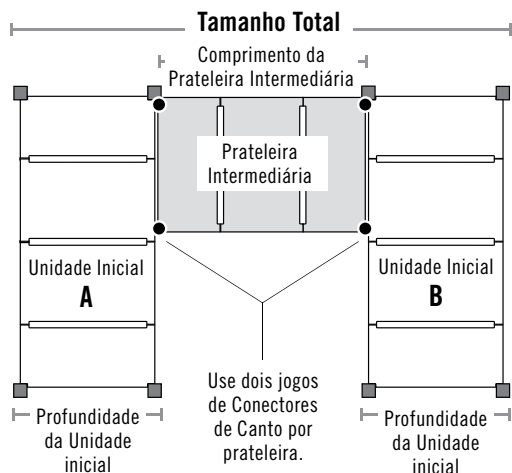 Tamanho Total
Comprimento da
Prateleira Intermediária
Prateleira
Intermediária
Unidade Inicial
A
Unidade Inicial
B
Use dois jogos
de Conectores
de Canto por
prateleira.
Profundidade
da Unidade
inicial
Profundidade
da Unidade
inicial